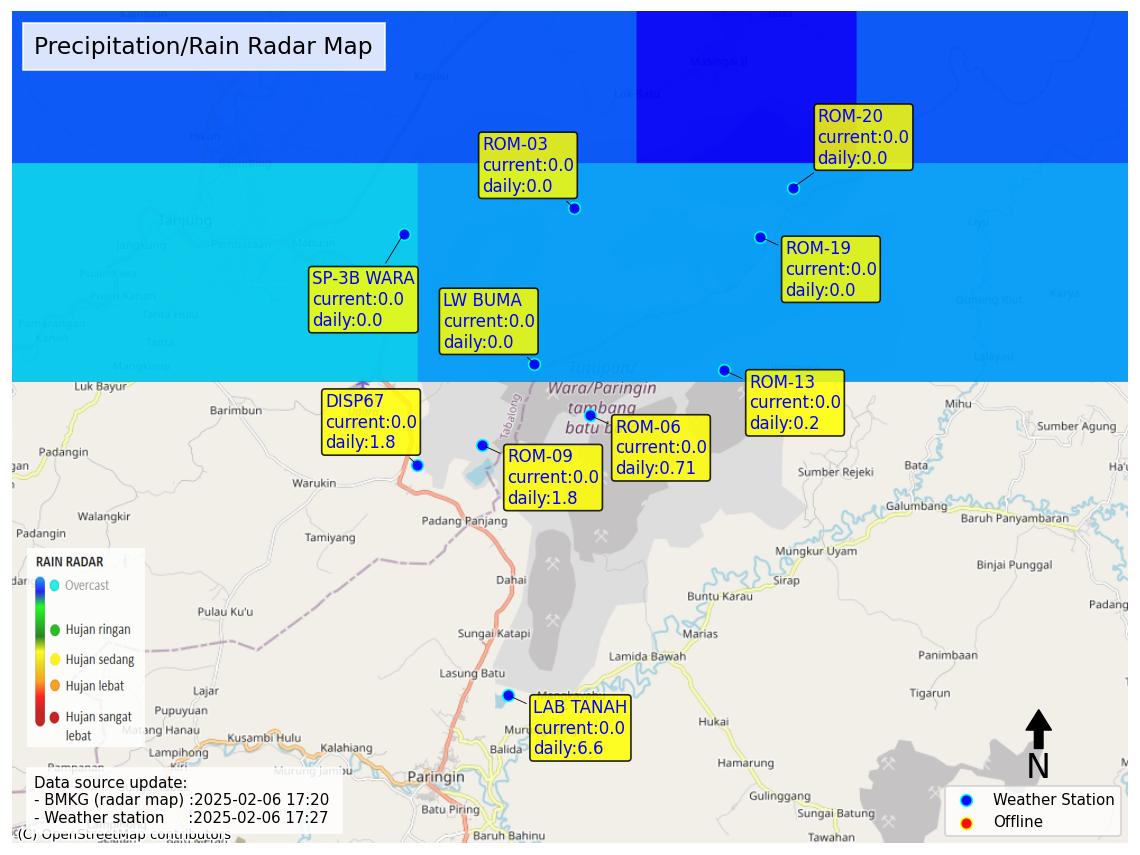 Precipitation/Rain Radar Map
ROM-20
current:0.0
daily:0.0
ROM-03
current:0.0
daily:0.0
ROM-19
current:0.0
daily:0.0
SP-3B WARA
current:0.0
daily:0.0
LW BUMA
current:0.0
daily:0.0
Tanjung
Tutupan/
Wara/Paringin
tambang
batu b
Tabalong
ROM-13
current:0.0
daily:0.2
DISP67
current:0.0
daily:1.8
ROM-06
current:0.0
daily:0.71
ROM-09
current:0.0
daily:1.8
Luk Bayur
Barimbun
Mihu
Sumber Agung
Padangin
Warukin
Sumber Rejeki
Bata
Galumbang
Baruh Panyambaran
Walangkir
Padangin
Padang Panjang
Tamiyang
Mungkur Uyam
Binjai Punggal
Dahai
Sirap
Buntu Karau
Pulau Ku'u
Sungai Katapi
Marias
Lamida Bawah
Panimbaan
Lasung Batu
Lajar
Tigarun
Pupuyuan
Hukai
Matang Hanau
Kusambi Hulu
Lampihong
Kalahiang
Balida
Hamarung
Murung Jambu
Paringin
Gulinggang
Batu Piring
Sungai Batung
Baruh Bahinu
Tawahan
LAB TANAH
current:0.0
daily:6.6
RAIN RADAR
Overcast
Hujan ringan
Hujan sedang
Hujan lebat
Hujan sangat
lebat
N
Data source update:
- BMKG (radar map) :2025-02-06 17:20
- Weather station :2025-02-06 17:27
(C) OpenStreetMap contributors
Weather Station
Offline